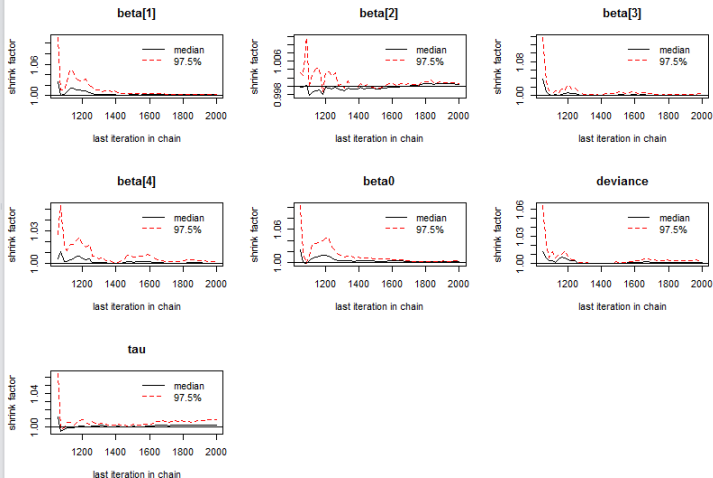 beta[1]
shrink factor
1.00 1.06
median
97.5%
1200 1400 1600 1800 2000
last iteration in chain
beta[2]
shrink factor
0.998 1.006
median
97.5%
1200 1400 1600 1800 2000
last iteration in chain
beta[3]
shrink factor
1.00 1.08
median
97.5%
1200 1400 1600 1800 2000
last iteration in chain
beta[4]
shrink factor
1.00 1.03
median
97.5%
1200 1400 1600 1800 2000
last iteration in chain
beta0
shrink factor
1.00 1.06
median
97.5%
1200 1400 1600 1800 2000
last iteration in chain
deviance
shrink factor
1.00 1.03 1.06
median
97.5%
1200 1400 1600 1800 2000
last iteration in chain
tau
shrink factor
1.00 1.04
median
97.5%
1200 1400 1600 1800 2000
last iteration in chain